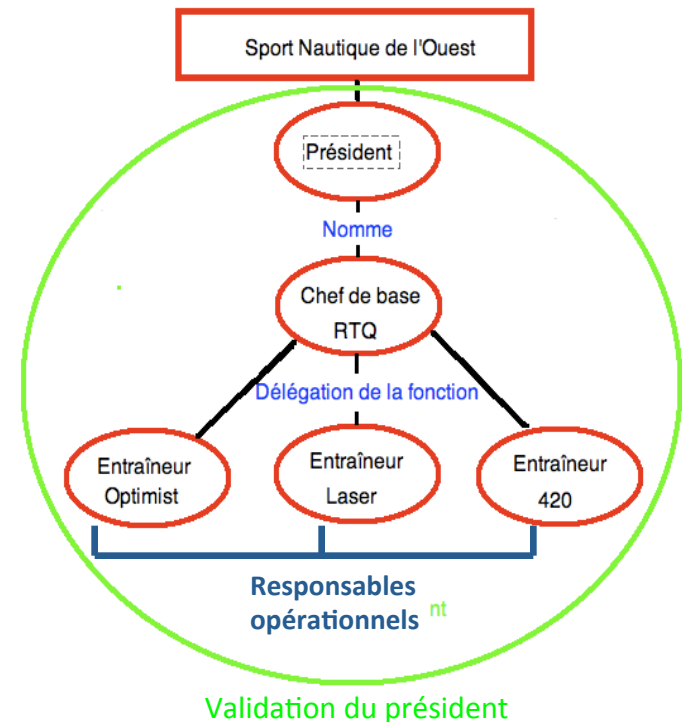 Sport Nautique de l'Ouest
Président
Nomme
Chef de base
RTQ
Délégation de la fonction
Entraîneur
Optimist
Entraîneur
Laser
Entraîneur
420
Responsables
opérationnels
nt
Validation du président